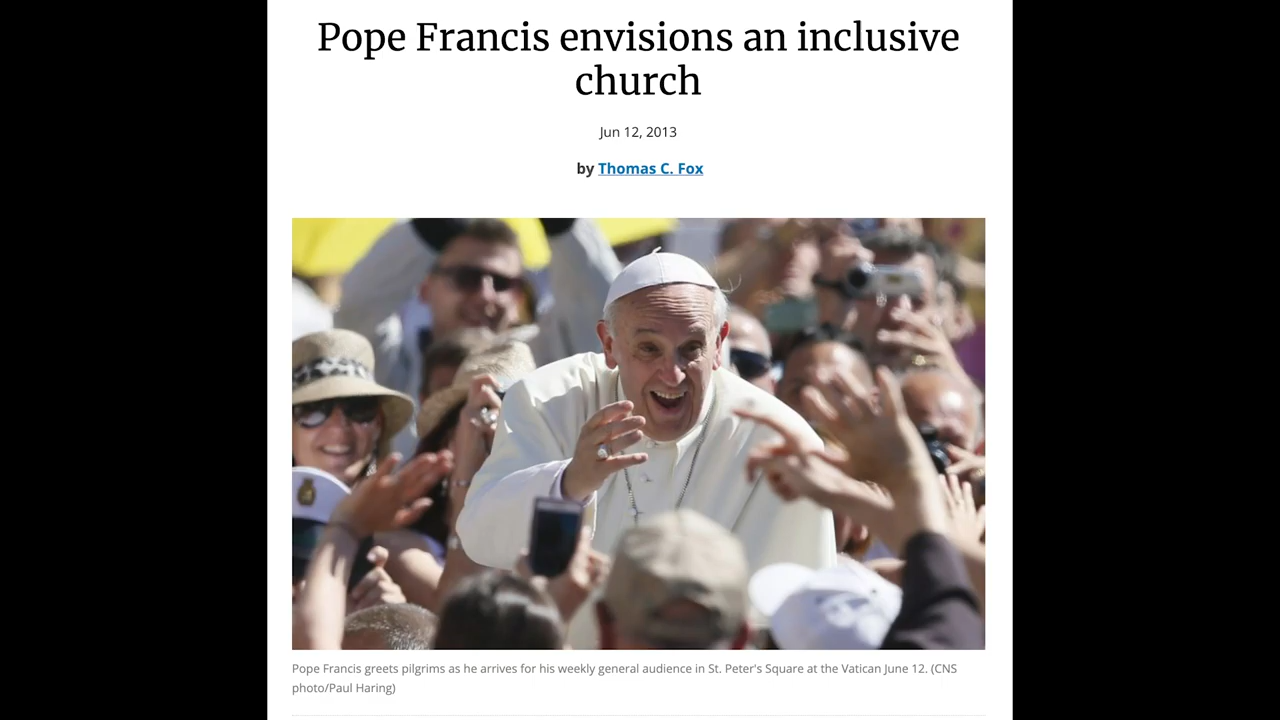 Pope Francis envisions an inclusive
church
Jun 12, 2013
by Thomas C. Fox
Pope Francis greets pilgrims as he arrives for his weekly general audience in St. Peter's Square at the Vatican June 12. (CNS
photo/Paul Haring)